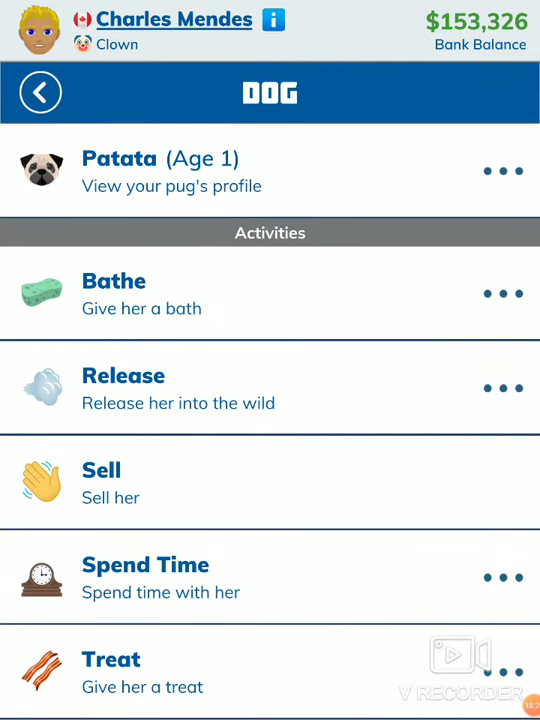 Charles Mendes
$153,326
Clown
Bank Balance
DOG
Patata (Age 1)
View your pug's profile
Activities
Bathe
Give her a bath
Release
Release her into the wild
Sell
Sell her
Spend Time
Spend time with her
Treat
Give her a treat
V RECORDER